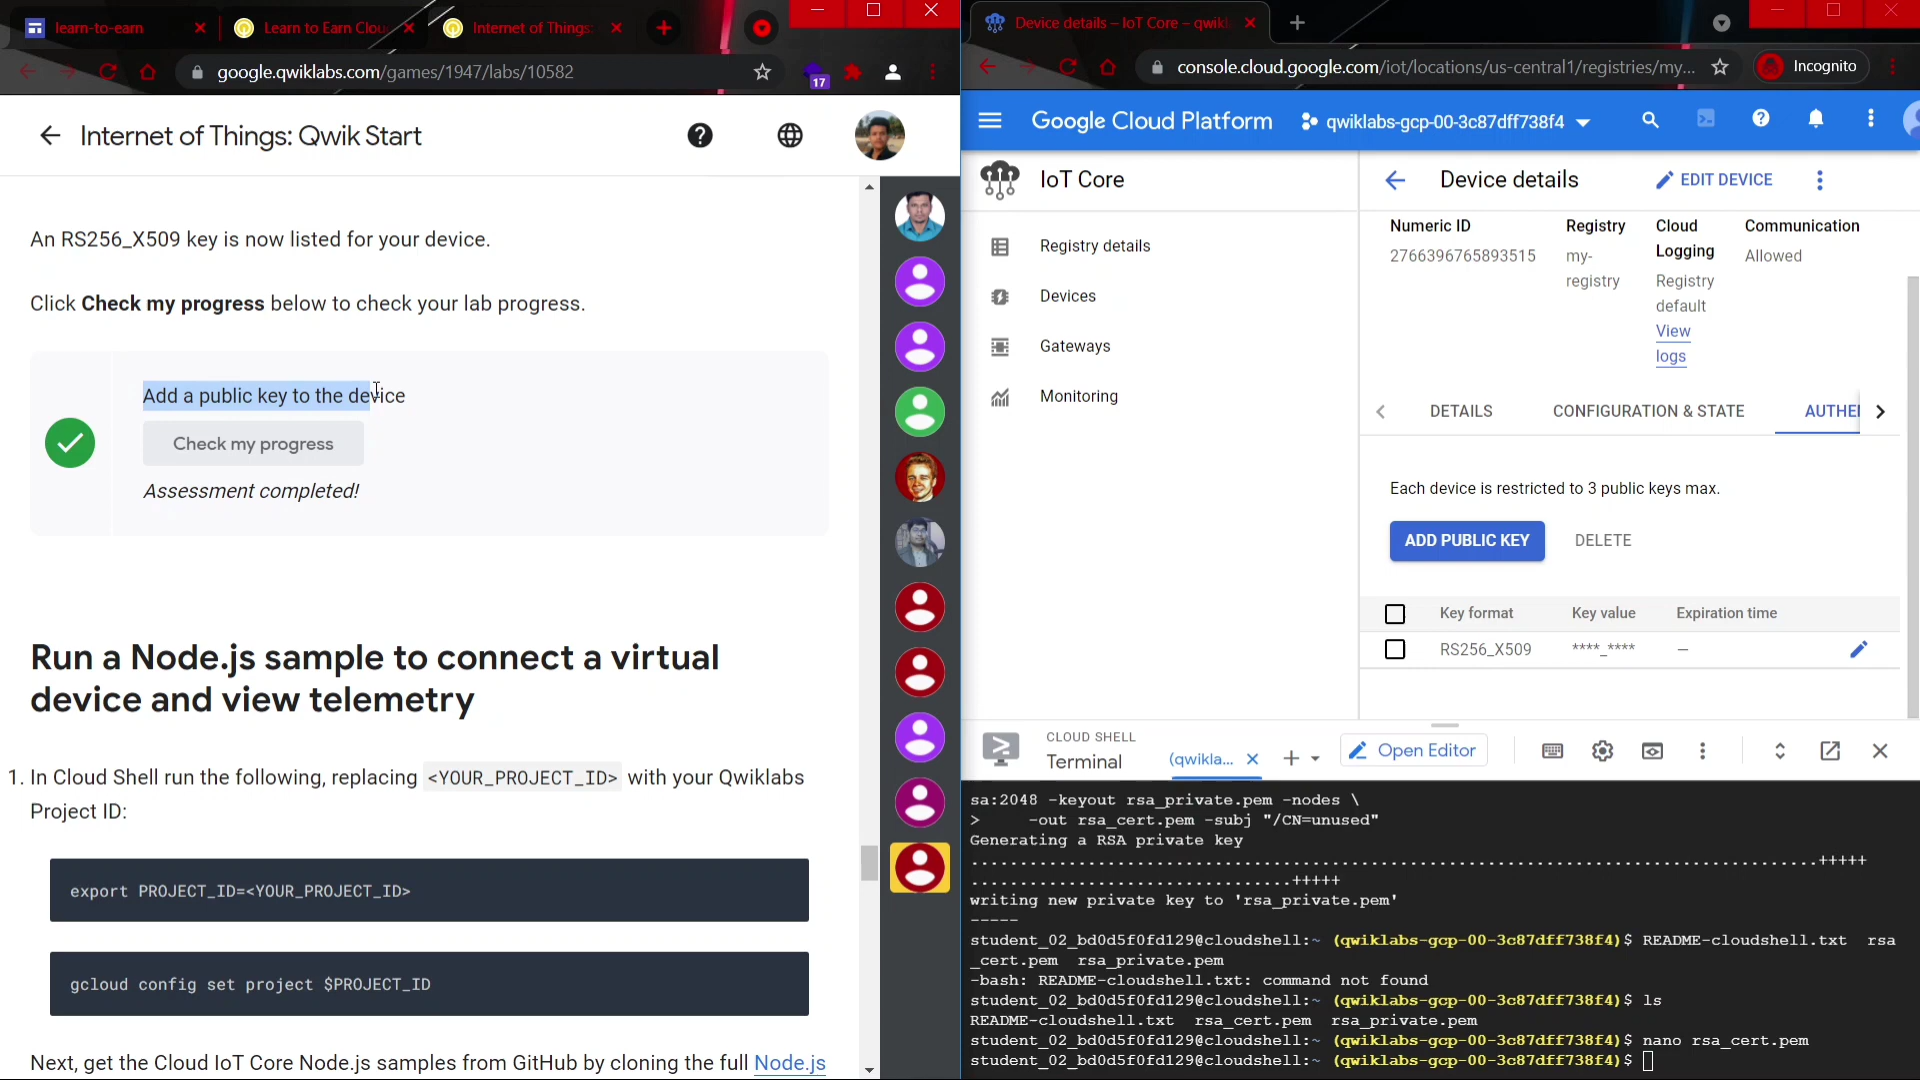 learn-to-earn
Learn to Earn Clou
Internet of Things:
google.qwiklabs.com/games/1947/labs/10582
17
Internet of Things: Qwik Start
An RS256_X509 key is now listed for your device.
Click Check my progress below to check your lab progress.
Add a public key to the device
Check my progress
Assessment completed!
Run a Node.js sample to connect a virtual
device and view telemetry
1. In Cloud Shell run the following, replacing <YOUR_PROJECT_ID> with your Qwiklabs
Project ID:
export PROJECT_ID=<YOUR_PROJECT_ID>
gcloud config set project $PROJECT_ID
Next, get the Cloud IoT Core Node.js samples from GitHub by cloning the full Node.js
Device details – IoT Core – qwikl
console.cloud.google.com/iot/locations/us-central1/registries/my...
Incognito
Google Cloud Platform
qwiklabs-gcp-00-3c87dff738f4
IoT Core
Registry details
Devices
Gateways
Monitoring
Device details
EDIT DEVICE
Numeric ID
2766396765893515
Registry
my-
registry
Cloud
Logging
Registry
default
View
logs
Communication
Allowed
DETAILS
CONFIGURATION & STATE
AUTHE
Each device is restricted to 3 public keys max.
ADD PUBLIC KEY
DELETE
Key format Key value Expiration time
RS256_X509 ****_**** –
CLOUD SHELL
Terminal
(qwikla...
Open Editor
sa:2048 -keyout rsa_private.pem -nodes \
> -out rsa_cert.pem -subj "/CN=unused"
Generating a RSA private key
.....................................................................................+++++
................................+++++
writing new private key to 'rsa_private.pem'
-----
student_02_bd0d5f0fd129@cloudshell:~ (qwiklabs-gcp-00-3c87dff738f4)$ README-cloudshell.txt rsa
_cert.pem rsa_private.pem
-bash: README-cloudshell.txt: command not found
student_02_bd0d5f0fd129@cloudshell:~ (qwiklabs-gcp-00-3c87dff738f4)$ ls
README-cloudshell.txt rsa_cert.pem rsa_private.pem
student_02_bd0d5f0fd129@cloudshell:~ (qwiklabs-gcp-00-3c87dff738f4)$ nano rsa_cert.pem
student_02_bd0d5f0fd129@cloudshell:~ (qwiklabs-gcp-00-3c87dff738f4)$